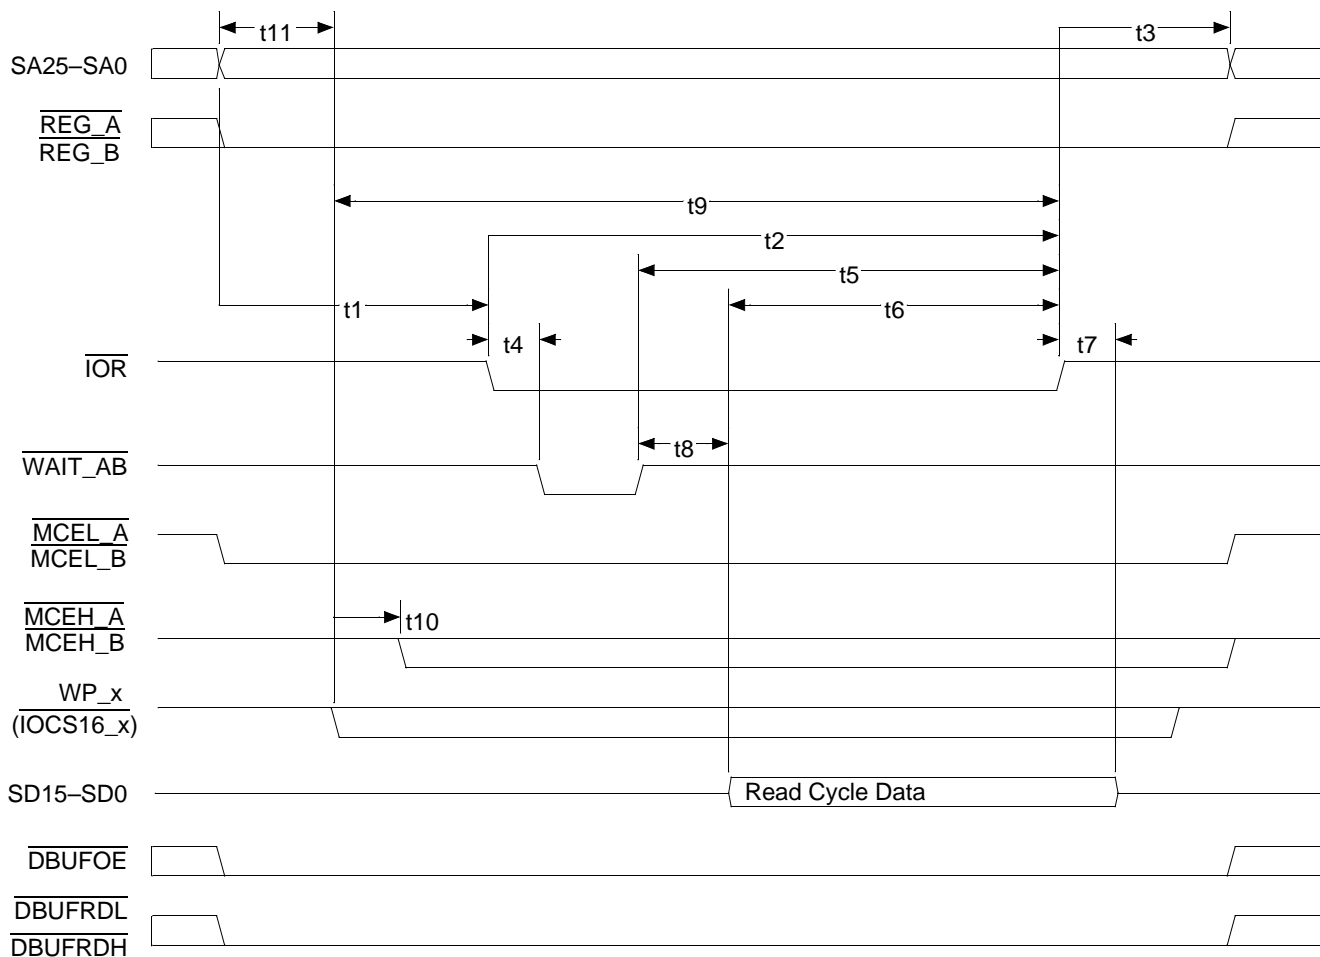 t11
t3
SA25–SA0
REG_A
REG_B
t9
t2
t5
t1
t6
t4
t7
IOR
t8
WAIT_AB
MCEL_A
MCEL_B
MCEH_A
t10
MCEH_B
WP_x
(IOCS16_x)
SD15–SD0
Read Cycle Data
DBUFOE
DBUFRDL
DBUFRDH